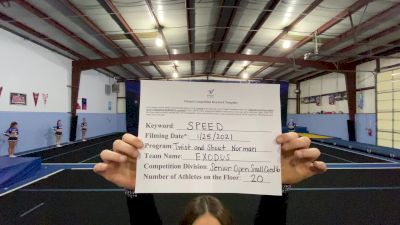 Virtual Competition Keyword Template
Keyword: SPEED
Filming Date: 1/25/2021
Program: Twist and Shout Norman
Team Name: EXODUS
Competition Division: Senior Open Small Coed 6
Number of Athletes on the Floor: 20